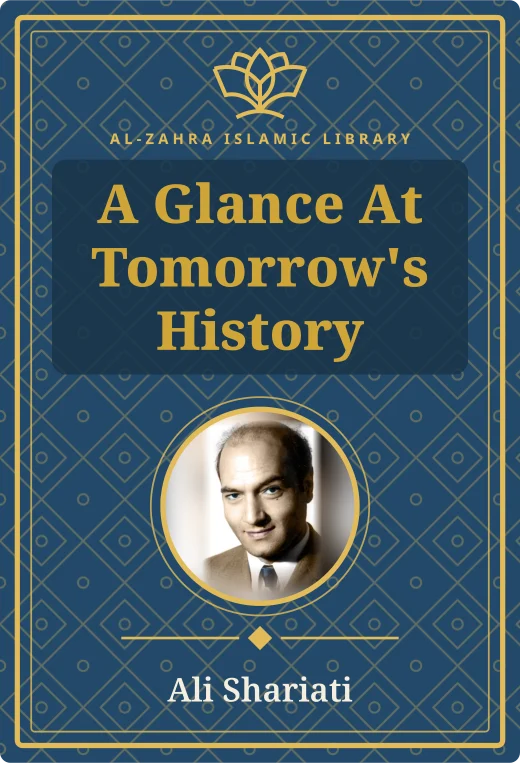 AL-ZAHRA ISLAMIC LIBRARY
A Glance At
Tomorrow's
History
Ali Shariati